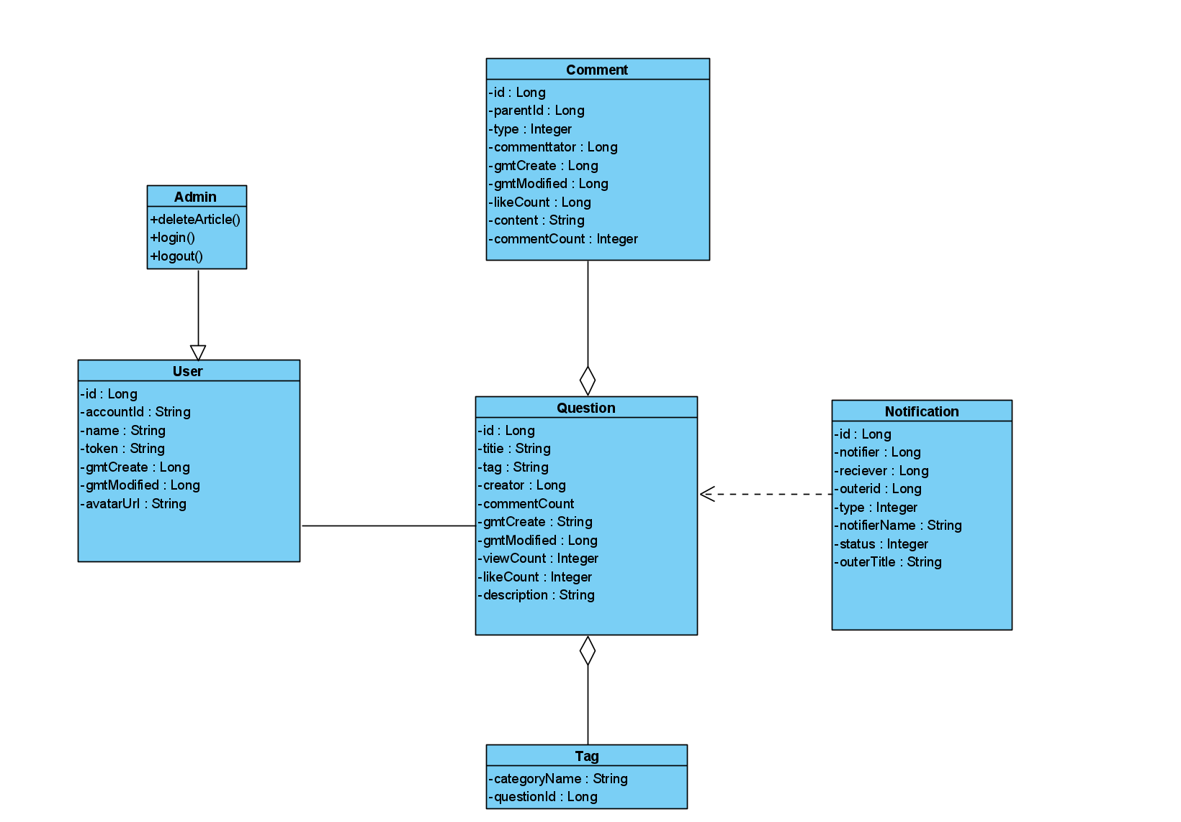 Comment
-id : Long
-parentId : Long
-type : Integer
-commenttator : Long
-gmtCreate : Long
-gmtModified : Long
-likeCount : Long
-content : String
-commentCount : Integer
Admin
+deleteArticle()
+login()
+logout()
User
-id : Long
-accountId : String
-name : String
-token : String
-gmtCreate : Long
-gmtModified : Long
-avatarUrl : String
Question
-id : Long
-titie : String
-tag : String
-creator : Long
-commentCount
-gmtCreate : String
-gmtModified : Long
-viewCount : Integer
-likeCount : Integer
-description : String
Notification
-id : Long
-notifier : Long
-reciever : Long
-outerid : Long
-type : Integer
-notifierName : String
-status : Integer
-outerTitle : String
Tag
-categoryName : String
-questionId : Long